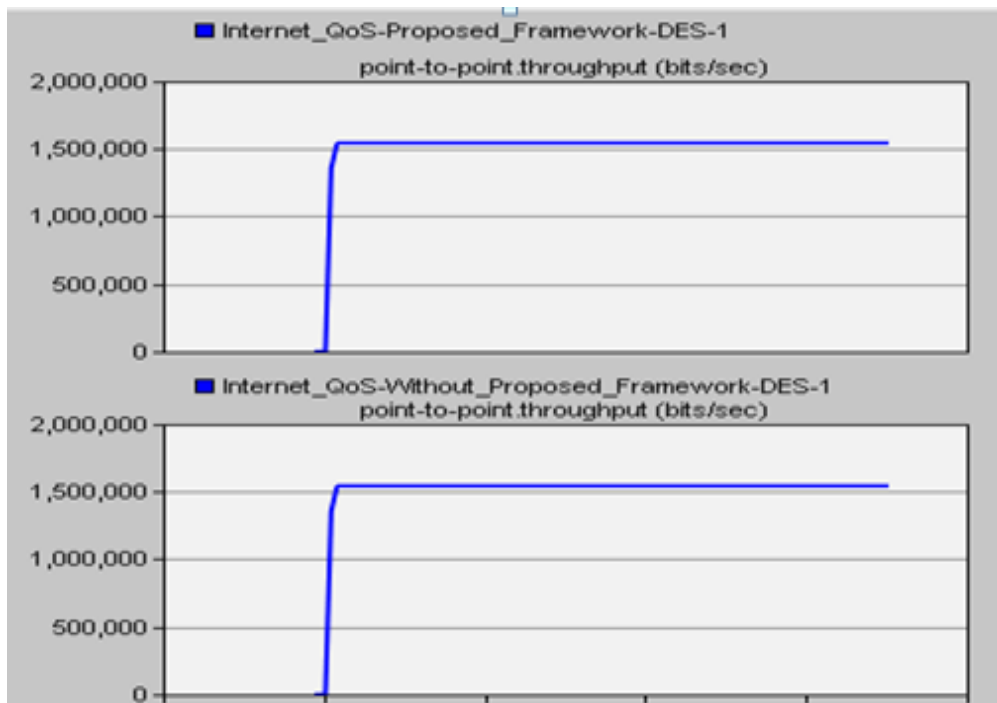 Internet_QoS-Proposed_Framework-DES-1
point-to-point.throughput (bits/sec)
2,000,000
1,500,000
1,000,000
500,000
0
Internet_QoS-Without_Proposed_Framework-DES-1
point-to-point.throughput (bits/sec)
2,000,000
1,500,000
1,000,000
500,000
0